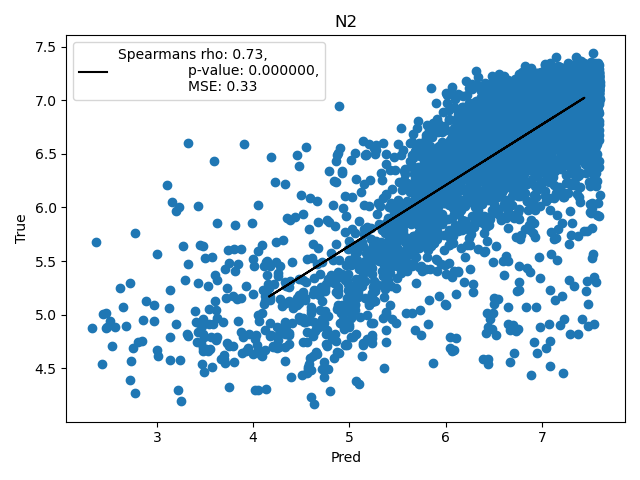 N2
Spearmans rho: 0.73,
p-value: 0.000000,
MSE: 0.33
7.5
7.0
6.5
6.0
5.5
5.0
4.5
True
3 4 5 6 7
Pred